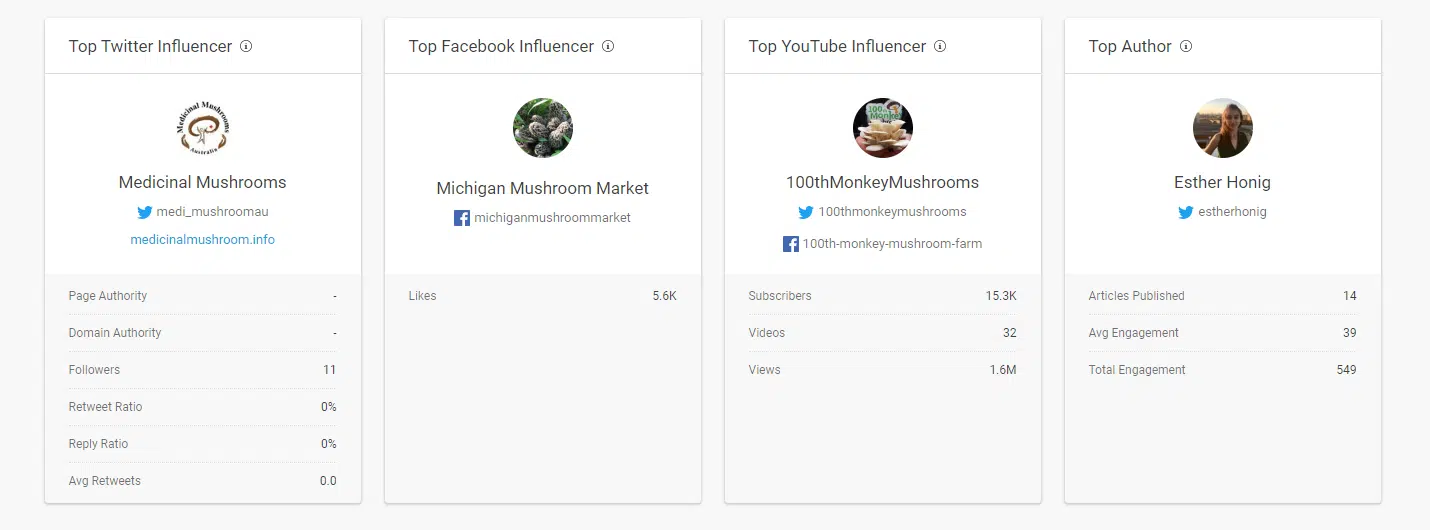 Top Twitter Influencer
Medicinal Mushrooms
Australia
Medicinal Mushrooms
medi_mushroomau
medicinalmushroom.info
Page Authority -
Domain Authority -
Followers 11
Retweet Ratio 0%
Reply Ratio 0%
Avg Retweets 0.0
Top Facebook Influencer
Michigan Mushroom Market
michiganmushroommarket
Likes 5.6K
Top YouTube Influencer
100th
Monkey
100thMonkeyMushrooms
100thmonkeymushrooms
100th-monkey-mushroom-farm
Subscribers 15.3K
Videos 32
Views 1.6M
Top Author
Esther Honig
estherhonig
Articles Published 14
Avg Engagement 39
Total Engagement 549